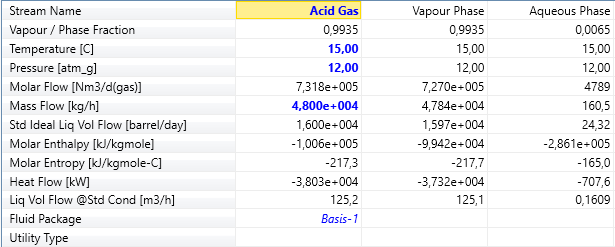 Stream Name Acid Gas Vapour Phase Aqueous Phase
Vapour / Phase Fraction 0,9935 0,9935 0,0065
Temperature [C] 15,00 15,00 15,00
Pressure [atm_g] 12,00 12,00 12,00
Molar Flow [Nm3/d(gas)] 7,318e+005 7,270e+005 4789
Mass Flow [kg/h] 4,800e+004 4,784e+004 160,5
Std Ideal Liq Vol Flow [barrel/day] 1,600e+004 1,597e+004 24,32
Molar Enthalpy [kJ/kgmole] -1,006e+005 -9,942e+004 -2,861e+005
Molar Entropy [kJ/kgmole-C] -217,3 -217,7 -165,0
Heat Flow [kW] -3,803e+004 -3,732e+004 -707,6
Liq Vol Flow @Std Cond [m3/h] 125,2 125,1 0,1609
Fluid Package Basis-1
Utility Type